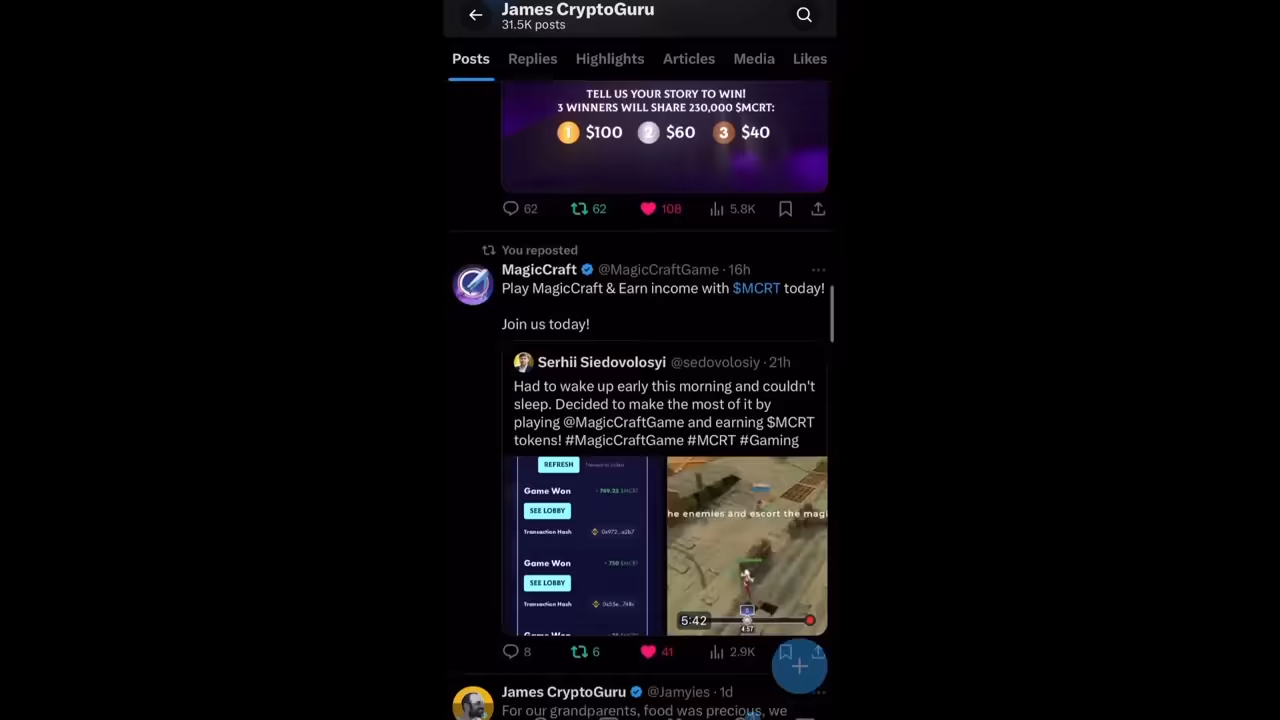 James CryptoGuru
31.5K posts
Posts Replies Highlights Articles Media Likes
TELL US YOUR STORY TO WIN!
3 WINNERS WILL SHARE 230,000 $MCRT:
1 $100 2 $60 3 $40
62 62 108 5.8K
You reposted
MagicCraft @MagicCraftGame · 16h
Play MagicCraft & Earn income with $MCRT today!
Join us today!
Serhii Siedovolosyi @sedovolosiy · 21h
Had to wake up early this morning and couldn't
sleep. Decided to make the most of it by
playing @MagicCraftGame and earning $MCRT
tokens! #MagicCraftGame #MCRT #Gaming
REFRESH
Game Won
SEE LOBBY
Transaction Hash
Game Won
SEE LOBBY
Transaction Hash
Game Won
he enemies and escort the magi
5:42
4:57
8 6 41 2.9K
James CryptoGuru @Jamyies · 1d
For our grandparents, food was precious, we